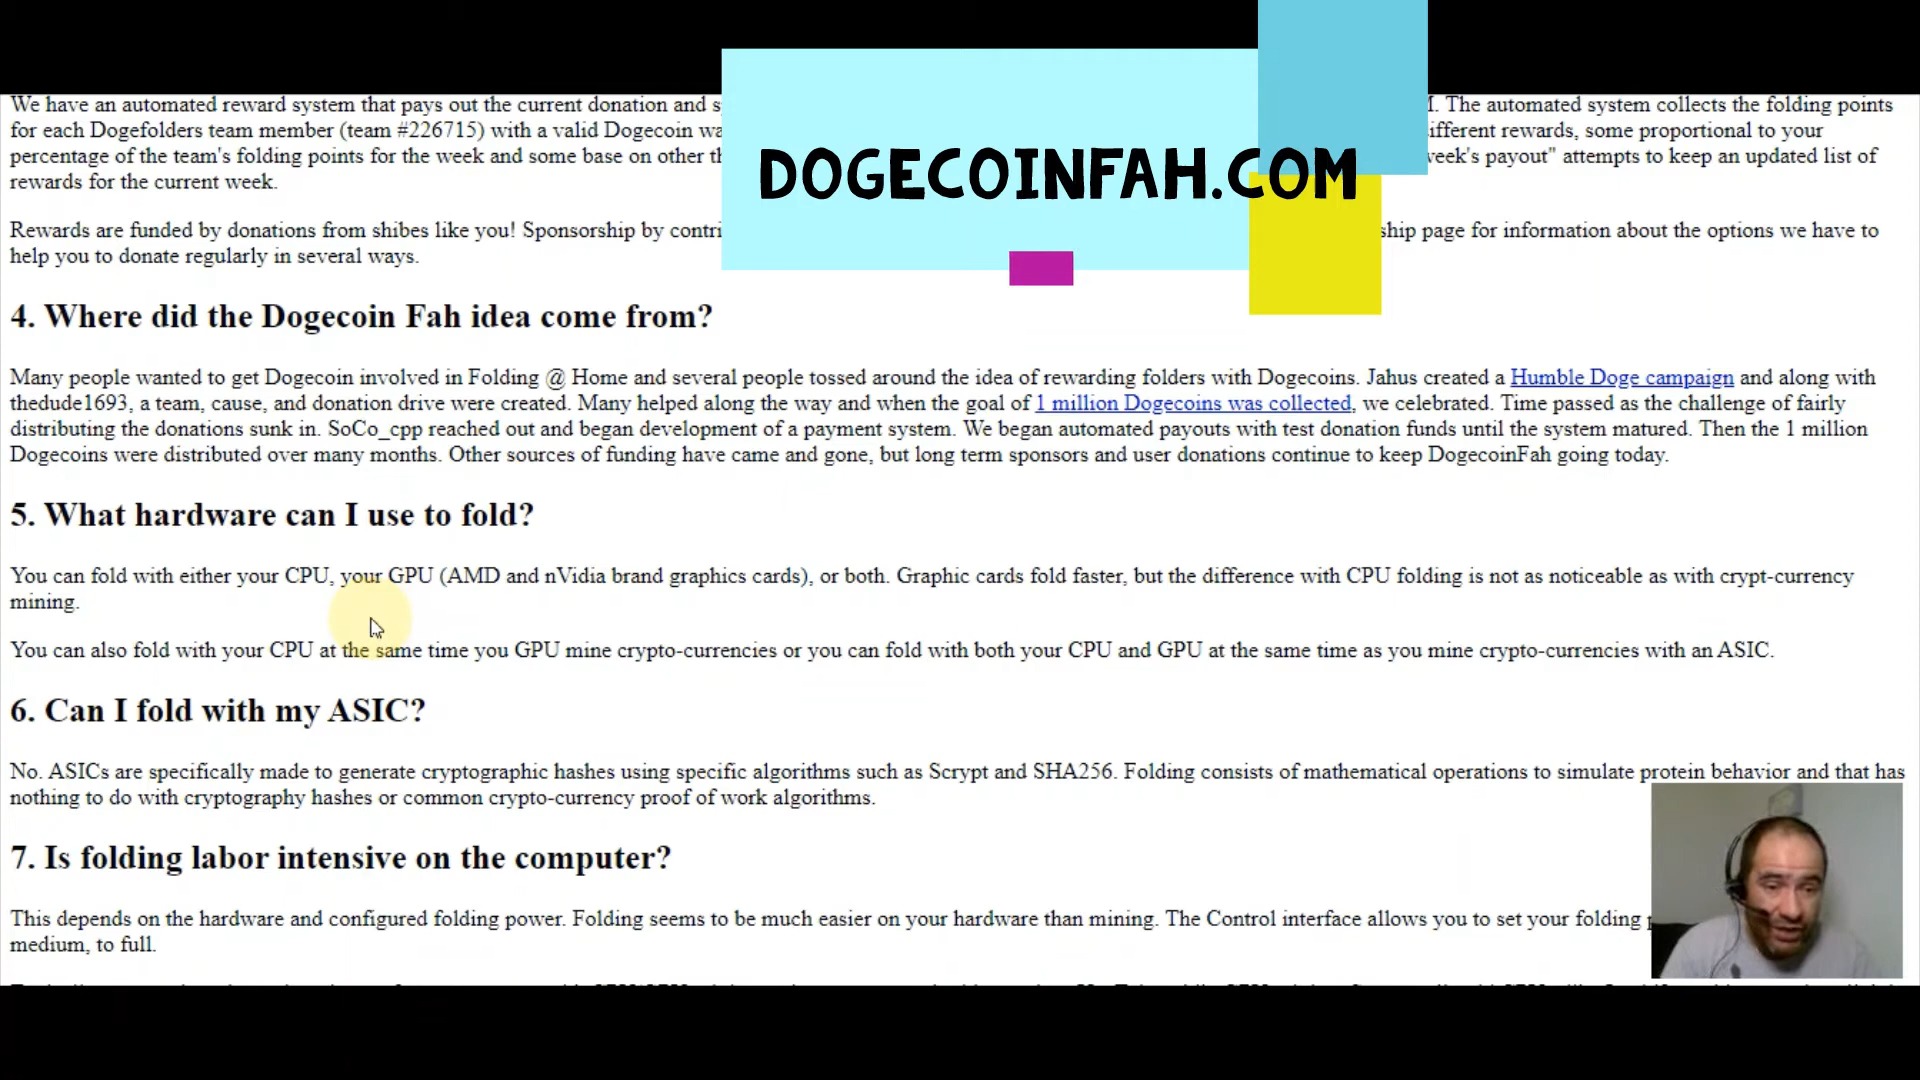 We have an automated reward system that pays out the current donation and s
. The automated system collects the folding points
DOGECOINFAH.COM
for each Dogefolders team member (team #226715) with a valid Dogecoin wa
ifferent rewards, some proportional to your
percentage of the team's folding points for the week and some base on other th
week's payout" attempts to keep an updated list of
rewards for the current week.
Rewards are funded by donations from shibes like you! Sponsorship by contri
ship page for information about the options we have to
help you to donate regularly in several ways.
4. Where did the Dogecoin Fah idea come from?
Many people wanted to get Dogecoin involved in Folding @ Home and several people tossed around the idea of rewarding folders with Dogecoins. Jahus created a Humble Doge campaign and along with
thedude1693, a team, cause, and donation drive were created. Many helped along the way and when the goal of 1 million Dogecoins was collected, we celebrated. Time passed as the challenge of fairly
distributing the donations sunk in. SoCo_cpp reached out and began development of a payment system. We began automated payouts with test donation funds until the system matured. Then the 1 million
Dogecoins were distributed over many months. Other sources of funding have came and gone, but long term sponsors and user donations continue to keep DogecoinFah going today.
5. What hardware can I use to fold?
You can fold with either your CPU, your GPU (AMD and nVidia brand graphics cards), or both. Graphic cards fold faster, but the difference with CPU folding is not as noticeable as with crypt-currency
mining.
You can also fold with your CPU at the same time you GPU mine crypto-currencies or you can fold with both your CPU and GPU at the same time as you mine crypto-currencies with an ASIC.
6. Can I fold with my ASIC?
No. ASICs are specifically made to generate cryptographic hashes using specific algorithms such as Scrypt and SHA256. Folding consists of mathematical operations to simulate protein behavior and that has
nothing to do with cryptography hashes or common crypto-currency proof of work algorithms.
7. Is folding labor intensive on the computer?
This depends on the hardware and configured folding power. Folding seems to be much easier on your hardware than mining. The Control interface allows you to set your folding
medium, to full.